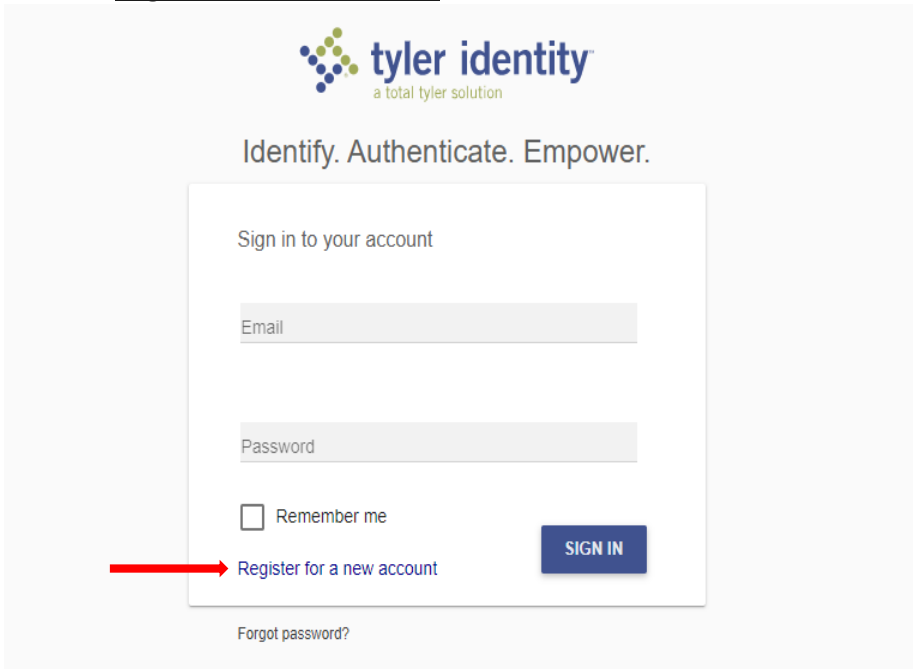 tyler identity
a total tyler solution
Identify. Authenticate. Empower.
Sign in to your account
Email
Password
Remember me
SIGN IN
Register for a new account
Forgot password?